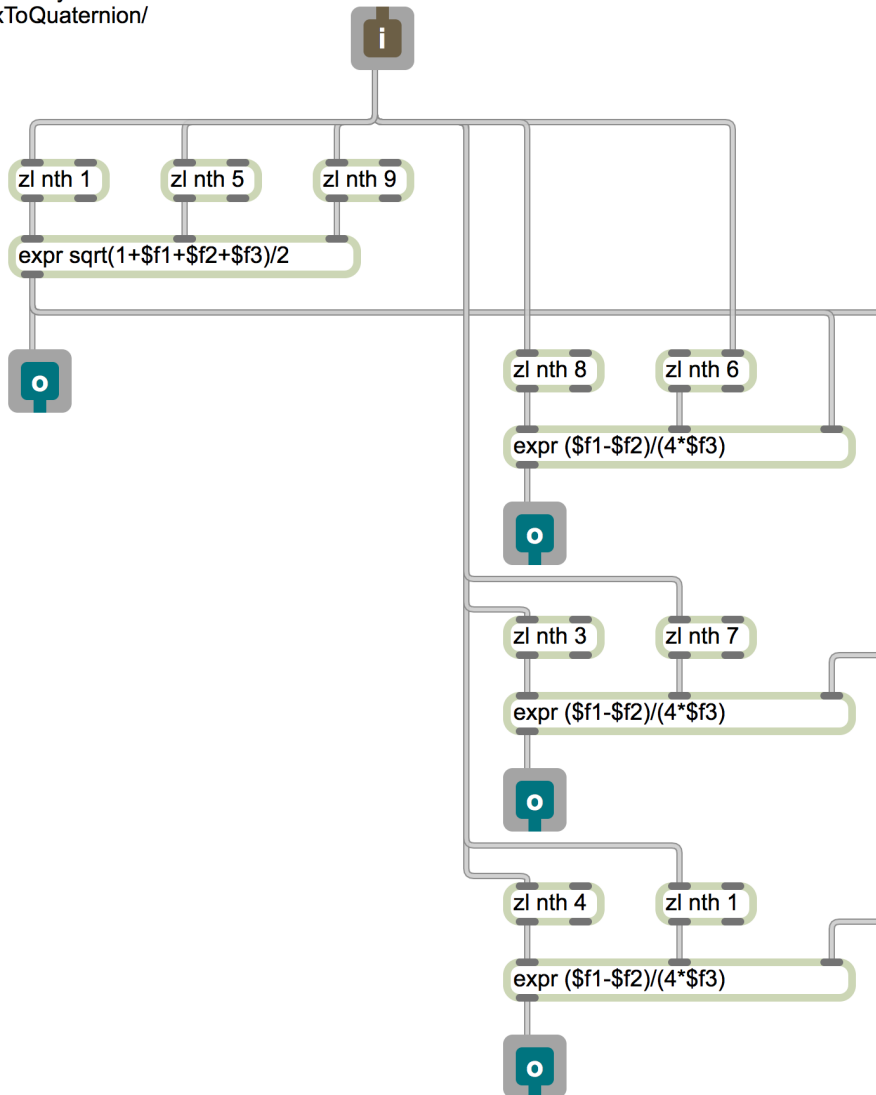 xToQuaternion/
i
zl nth 1
zl nth 5
zl nth 9
expr sqrt(1+$f1+$f2+$f3)/2
o
zl nth 8
zl nth 6
expr ($f1-$f2)/(4*$f3)
o
zl nth 3
zl nth 7
expr ($f1-$f2)/(4*$f3)
o
zl nth 4
zl nth 1
expr ($f1-$f2)/(4*$f3)
o